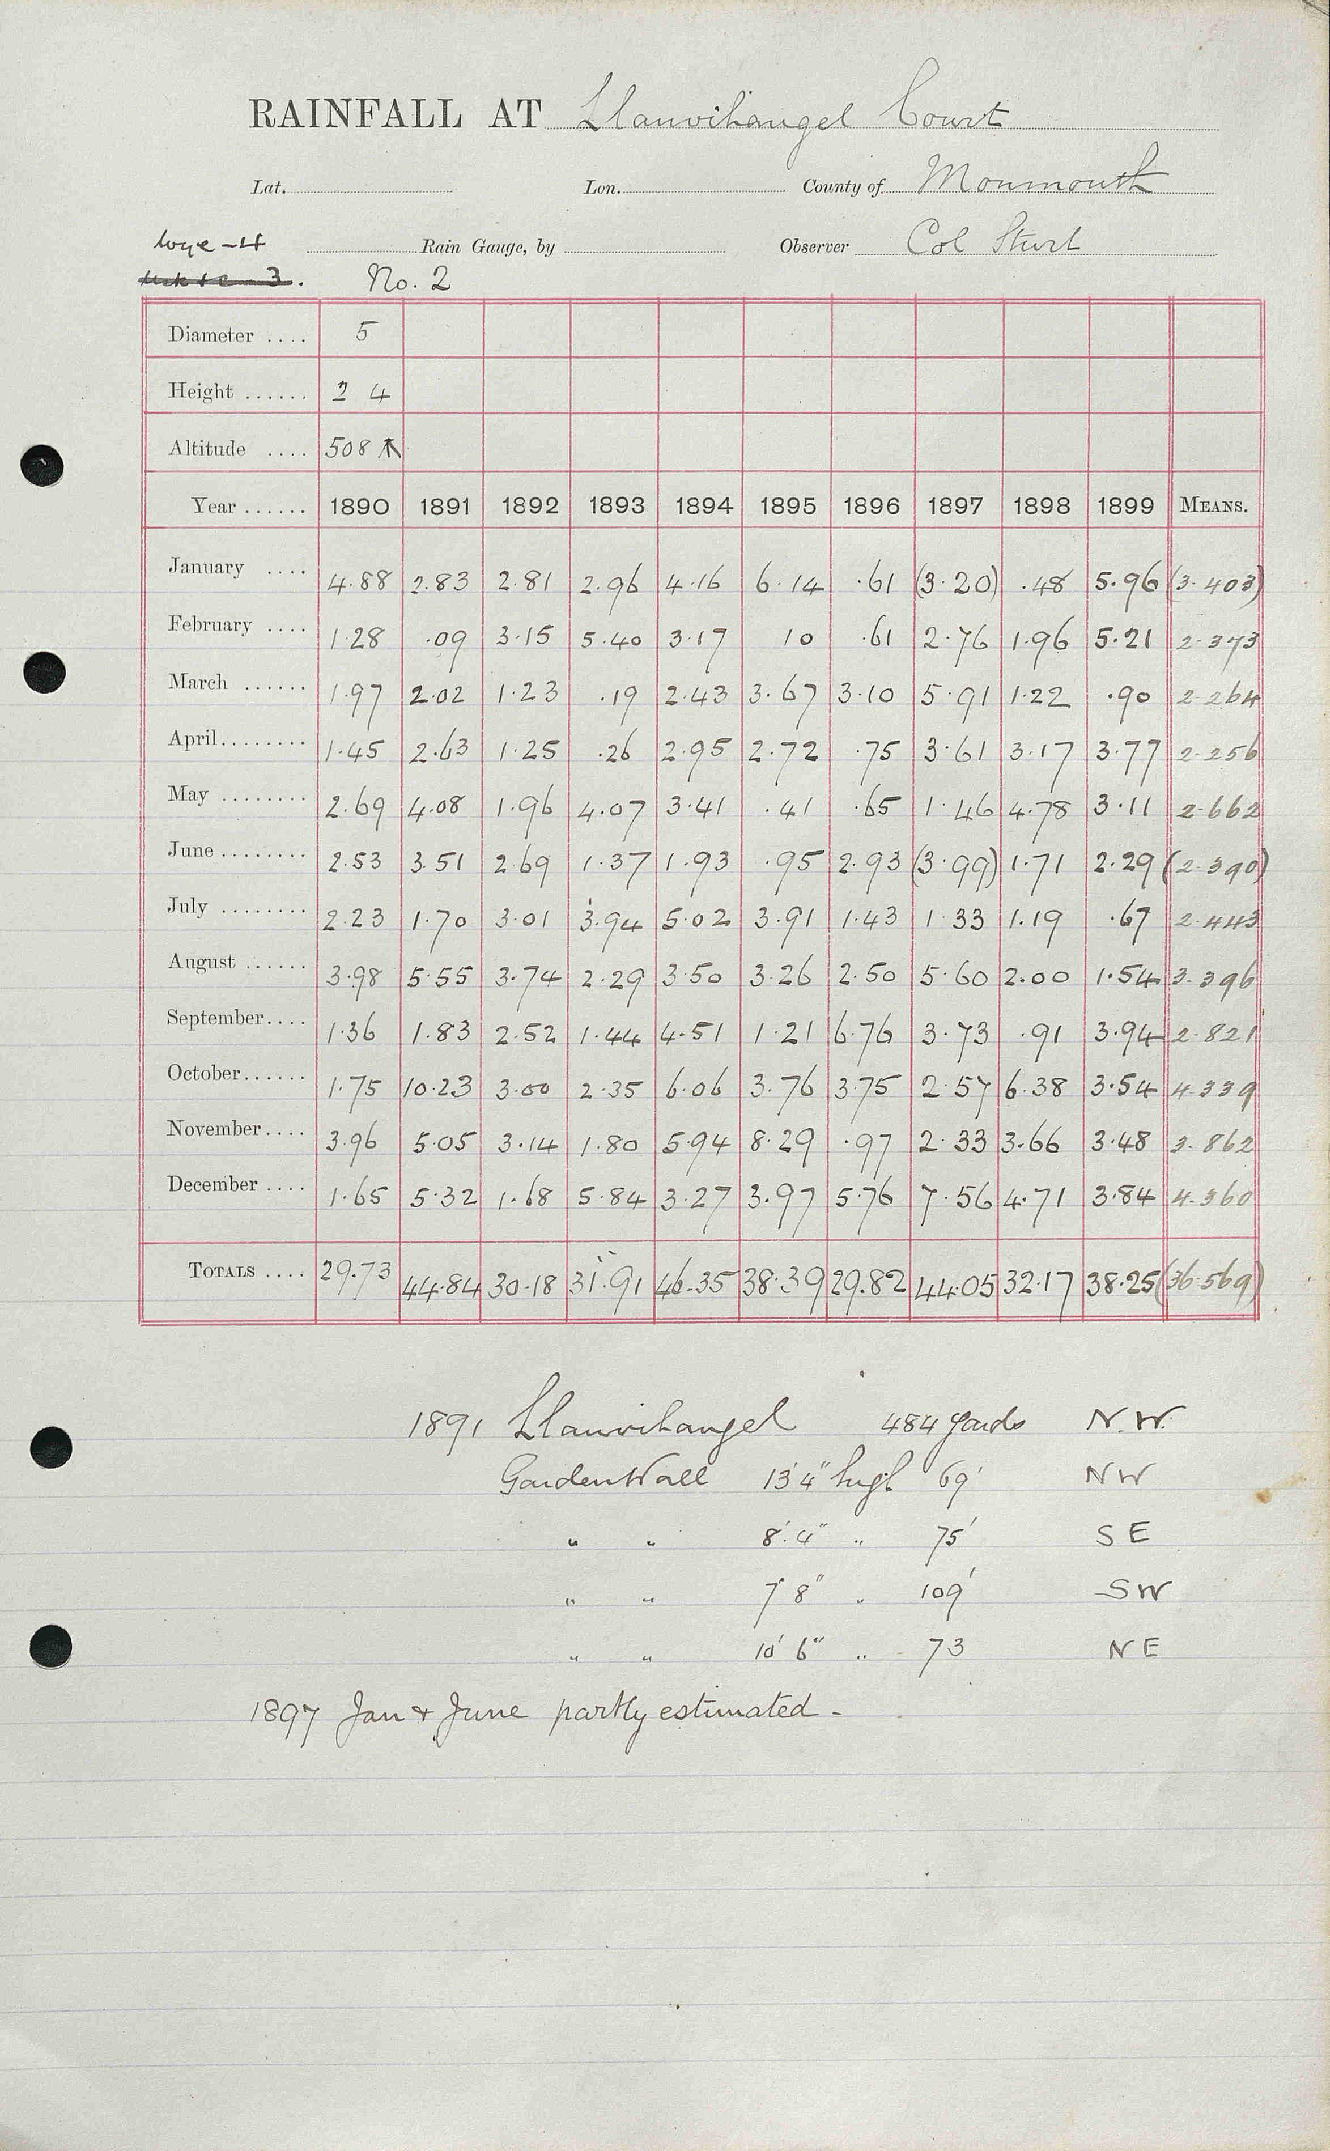 RAINFALL AT Llanvihangel Court
Lat. Lon. County of Monmouth
Wye-4 Rain Gauge, by Observer Col Sturt
3. No. 2
Diameter .... 5
Height ...... 2 4
Altitude .... 508
Year ...... 1890 1891 1892 1893 1894 1895 1896 1897 1898 1899 MEANS.
January .... 4.88 2.83 2.81 2.96 4.16 6.14 .61 (3.20) .48 5.96 (3.403)
February .... 1.28 .09 3.15 5.40 3.17 10 .61 2.76 1.96 5.21 2.373
March ...... 1.97 2.02 1.23 .19 2.43 3.67 3.10 5.91 1.22 .90 2.264
April........ 1.45 2.63 1.25 .26 2.95 2.72 .75 3.61 3.17 3.77 2.256
May ........ 2.69 4.08 1.96 4.07 3.41 .41 .65 1.46 4.78 3.11 2.662
June ........ 2.53 3.51 2.69 1.37 1.93 .95 2.93 (3.99) 1.71 2.29 (2.390)
July ........ 2.23 1.70 3.01 3.94 5.02 3.91 1.43 1.33 1.19 .67 2.443
August ...... 3.98 5.55 3.74 2.29 3.50 3.26 2.50 5.60 2.00 1.54 3.396
September.... 1.36 1.83 2.52 1.44 4.51 1.21 6.76 3.73 .91 3.94 2.821
October...... 1.75 10.23 3.00 2.35 6.06 3.76 3.75 2.57 6.38 3.54 4.339
November.... 3.96 5.05 3.14 1.80 5.94 8.29 .97 2.33 3.66 3.48 3.862
December .... 1.65 5.32 1.68 5.84 3.27 3.97 5.76 7.56 4.71 3.84 4.360
TOTALS .... 29.73 44.84 30.18 31.91 46.35 38.39 29.82 44.05 32.17 38.25 (36.569)
1891 Llanvihangel 484 yards N.W
Garden Wall 13'4" high 69' NW
" " 8'.4" " 75' SE
" " 7'8" " 109' SW
" " 10'6" " 73 NE
1897 Jan & June partly estimated -